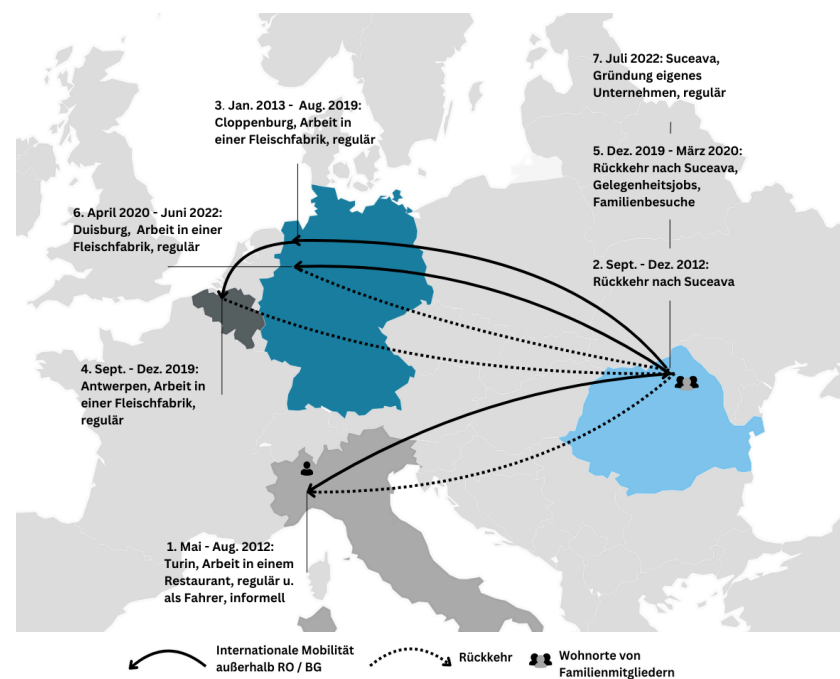 7. Juli 2022: Suceava,
Gründung eigenes
Unternehmen, regulär
3. Jan. 2013 - Aug. 2019:
Cloppenburg, Arbeit in
einer Fleischfabrik, regulär
5. Dez. 2019 - März 2020:
Rückkehr nach Suceava,
Gelegenheitsjobs,
Familienbesuche
6. April 2020 - Juni 2022:
Duisburg, Arbeit in einer
Fleischfabrik, regulär
2. Sept. - Dez. 2012:
Rückkehr nach Suceava
4. Sept. - Dez. 2019:
Antwerpen, Arbeit in
einer Fleischfabrik,
regulär
1. Mai - Aug. 2012:
Turin, Arbeit in einem
Restaurant, regulär u.
als Fahrer, informell
Internationale Mobilität
außerhalb RO / BG
Rückkehr
Wohnorte von
Familienmitgliedern